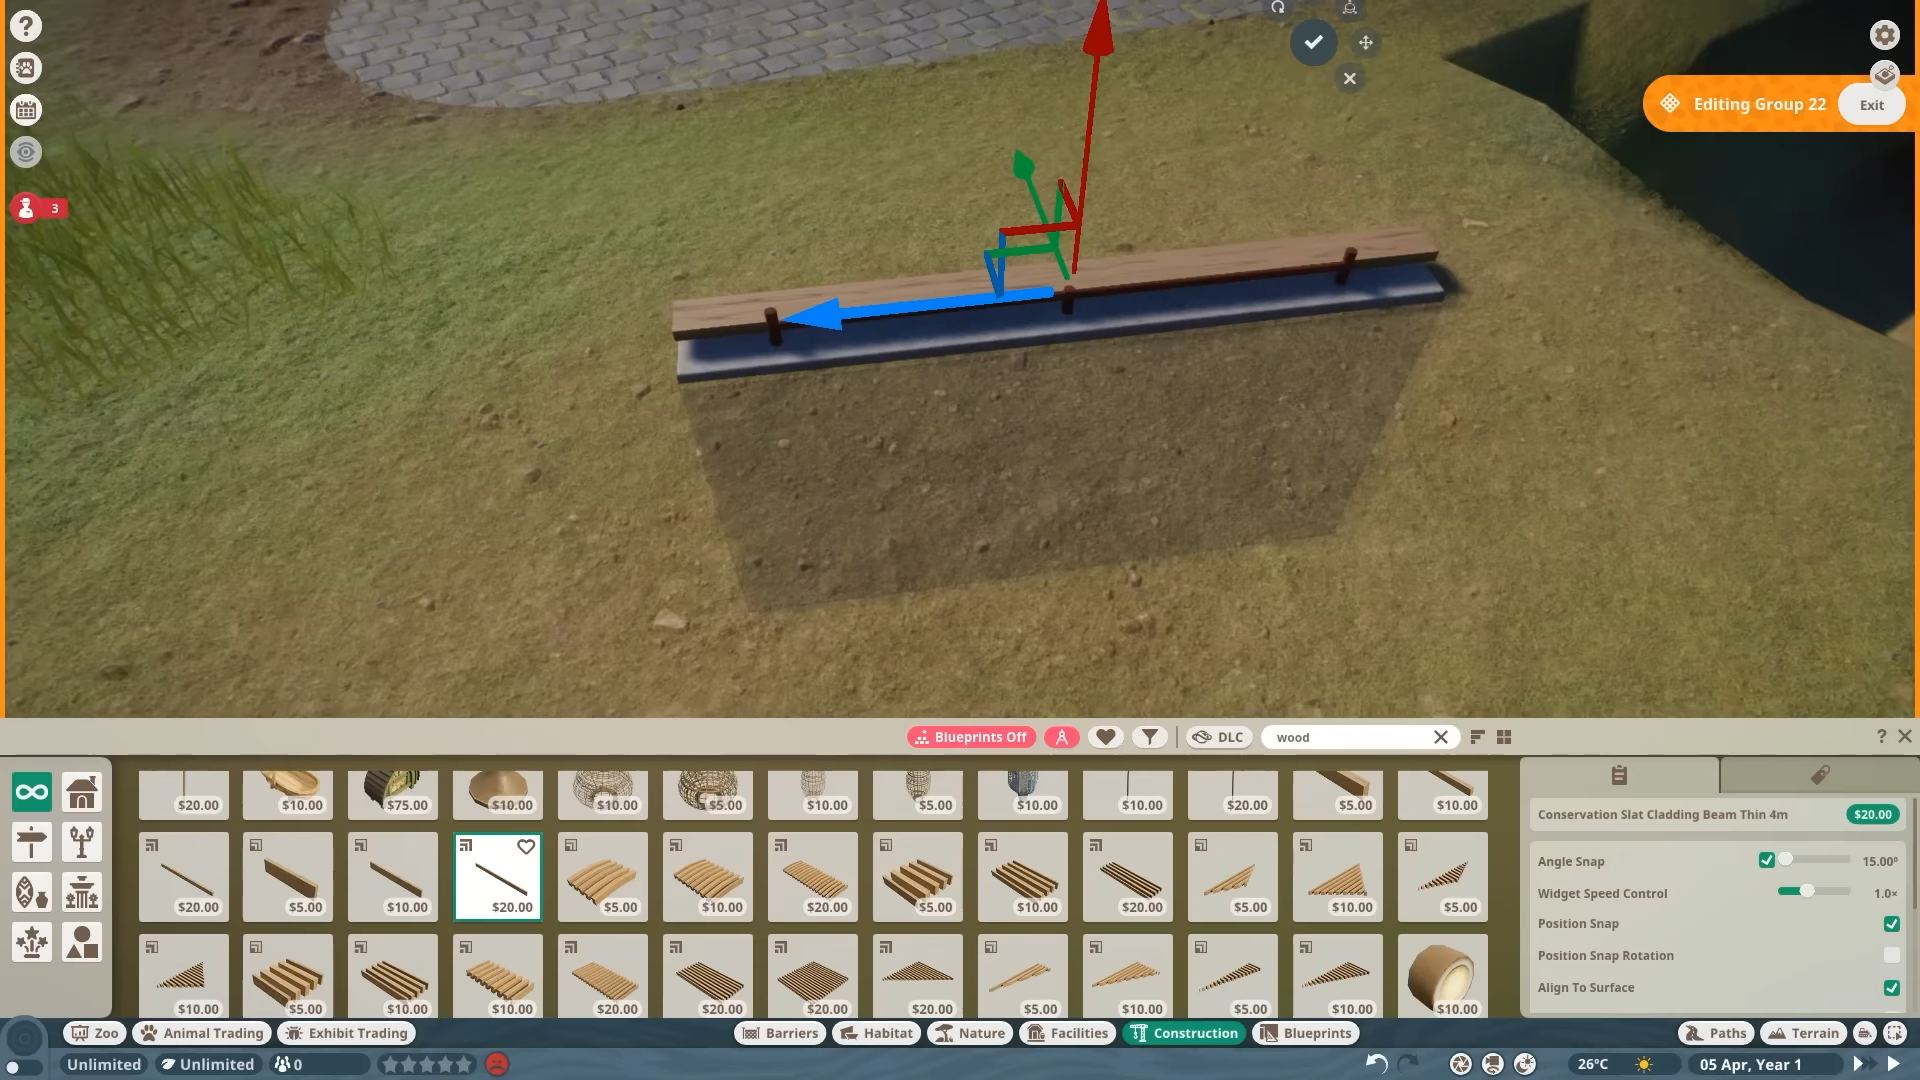 ?
Editing Group 22 Exit
3
Blueprints Off DLC wood ?
$20.00 $10.00 $75.00 $10.00 $10.00 $5.00 $10.00 $5.00 $10.00 $10.00 $20.00 $5.00 $10.00
$20.00 $5.00 $10.00 $20.00 $5.00 $10.00 $20.00 $5.00 $10.00 $20.00 $5.00 $10.00 $5.00
$10.00 $5.00 $10.00 $10.00 $20.00 $20.00 $20.00 $20.00 $5.00 $10.00 $5.00 $10.00 $10.00
Conservation Slat Cladding Beam Thin 4m $20.00
Angle Snap 15.00°
Widget Speed Control 1.0×
Position Snap
Position Snap Rotation
Align To Surface
Zoo Animal Trading Exhibit Trading Barriers Habitat Nature Facilities Construction Blueprints Paths Terrain
Unlimited Unlimited 0 26°C 05 Apr, Year 1